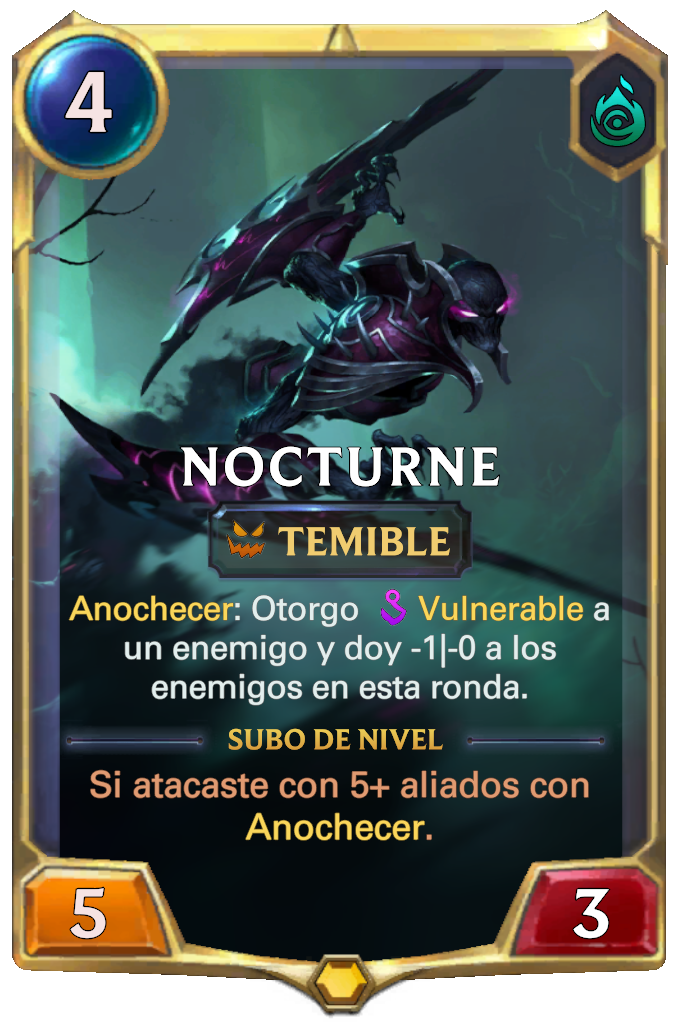 4
NOCTURNE
TEMIBLE
Anochecer: Otorgo Vulnerable a
un enemigo y doy -1|-0 a los
enemigos en esta ronda.
SUBO DE NIVEL
Si atacaste con 5+ aliados con
Anochecer.
5
3